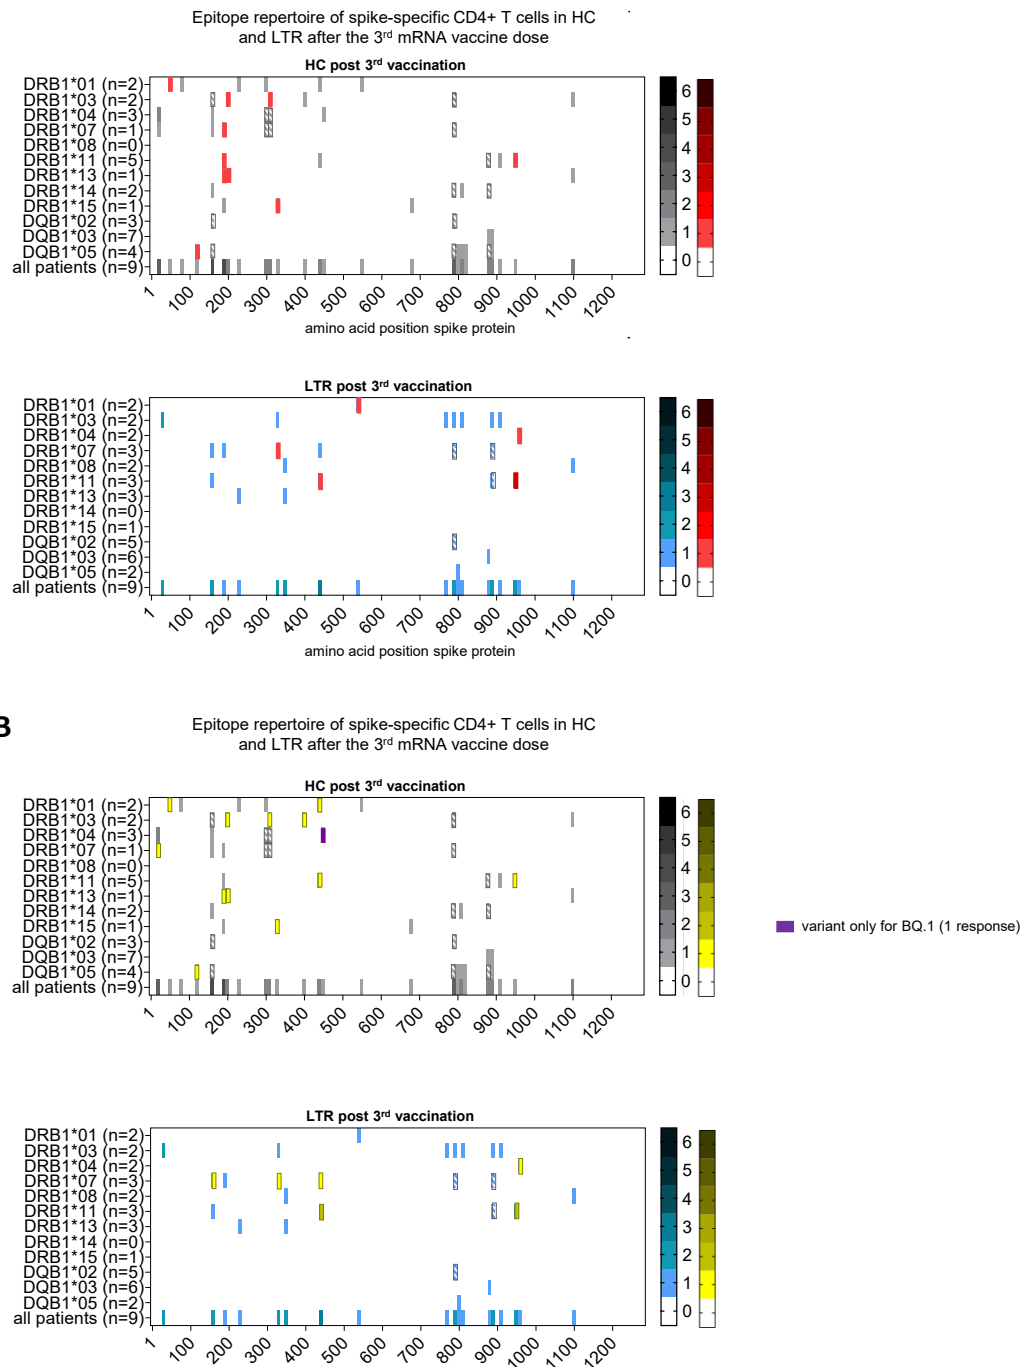 Epitope repertoire of spike-specific CD4+ T cells in HC
and LTR after the 3rd mRNA vaccine dose
HC post 3rd vaccination
DRB1*01 (n=2)
DRB1*03 (n=2)
DRB1*04 (n=3)
DRB1*07 (n=1)
DRB1*08 (n=0)
DRB1*11 (n=5)
DRB1*13 (n=1)
DRB1*14 (n=2)
DRB1*15 (n=1)
DQB1*02 (n=3)
DQB1*03 (n=7)
DQB1*05 (n=4)
all patients (n=9)
6
5
4
3
2
1
0
1 100 200 300 400 500 600 700 800 900 1000 1100 1200
amino acid position spike protein
LTR post 3rd vaccination
DRB1*01 (n=2)
DRB1*03 (n=2)
DRB1*04 (n=2)
DRB1*07 (n=3)
DRB1*08 (n=2)
DRB1*11 (n=3)
DRB1*13 (n=3)
DRB1*14 (n=0)
DRB1*15 (n=1)
DQB1*02 (n=5)
DQB1*03 (n=6)
DQB1*05 (n=2)
all patients (n=9)
6
5
4
3
2
1
0
1 100 200 300 400 500 600 700 800 900 1000 1100 1200
amino acid position spike protein
B
Epitope repertoire of spike-specific CD4+ T cells in HC
and LTR after the 3rd mRNA vaccine dose
HC post 3rd vaccination
DRB1*01 (n=2)
DRB1*03 (n=2)
DRB1*04 (n=3)
DRB1*07 (n=1)
DRB1*08 (n=0)
DRB1*11 (n=5)
DRB1*13 (n=1)
DRB1*14 (n=2)
DRB1*15 (n=1)
DQB1*02 (n=3)
DQB1*03 (n=7)
DQB1*05 (n=4)
all patients (n=9)
6
5
4
3
2
1
0
variant only for BQ.1 (1 response)
1 100 200 300 400 500 600 700 800 900 1000 1100 1200
LTR post 3rd vaccination
DRB1*01 (n=2)
DRB1*03 (n=2)
DRB1*04 (n=2)
DRB1*07 (n=3)
DRB1*08 (n=2)
DRB1*11 (n=3)
DRB1*13 (n=3)
DRB1*14 (n=0)
DRB1*15 (n=1)
DQB1*02 (n=5)
DQB1*03 (n=6)
DQB1*05 (n=2)
all patients (n=9)
6
5
4
3
2
1
0
1 100 200 300 400 500 600 700 800 900 1000 1100 1200